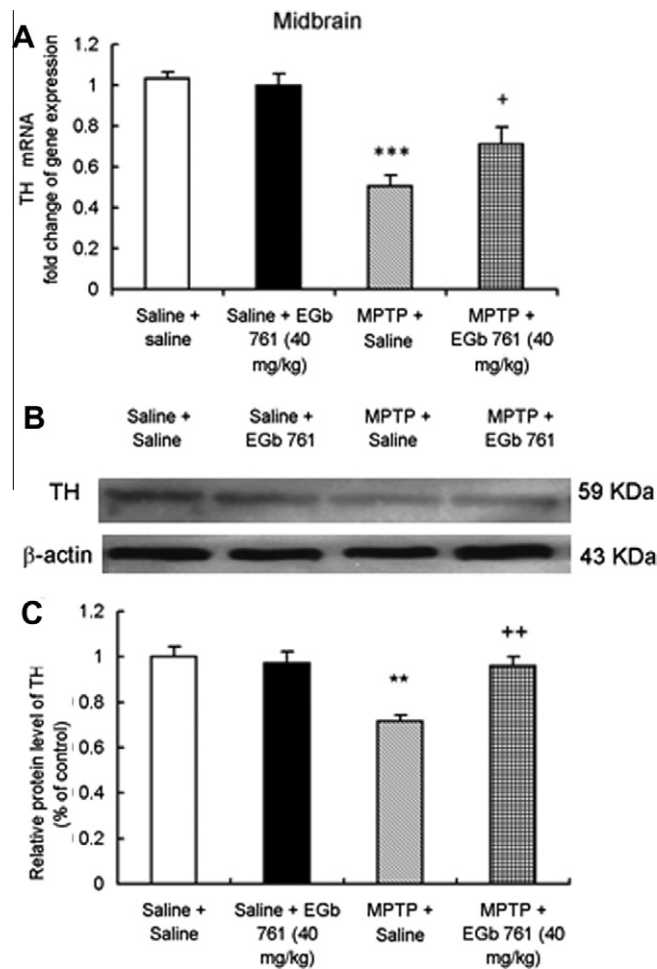 Midbrain
A
TH mRNA
fold change of gene expression
1.2
1
0.8
0.6
0.4
0.2
0
***
+
Saline +
saline
Saline + EGb
761 (40
mg/kg)
MPTP +
Saline
MPTP +
EGb 761 (40
mg/kg)
B
Saline +
Saline
Saline +
EGb 761
MPTP +
Saline
MPTP +
EGb 761
TH
59 KDa
β-actin
43 KDa
C
Relative protein level of TH
(% of control)
1.2
1
0.8
0.6
0.4
0.2
0
**
++
Saline +
Saline
Saline + EGb
761 (40
mg/kg)
MPTP +
Saline
MPTP +
EGb 761 (40
mg/kg)